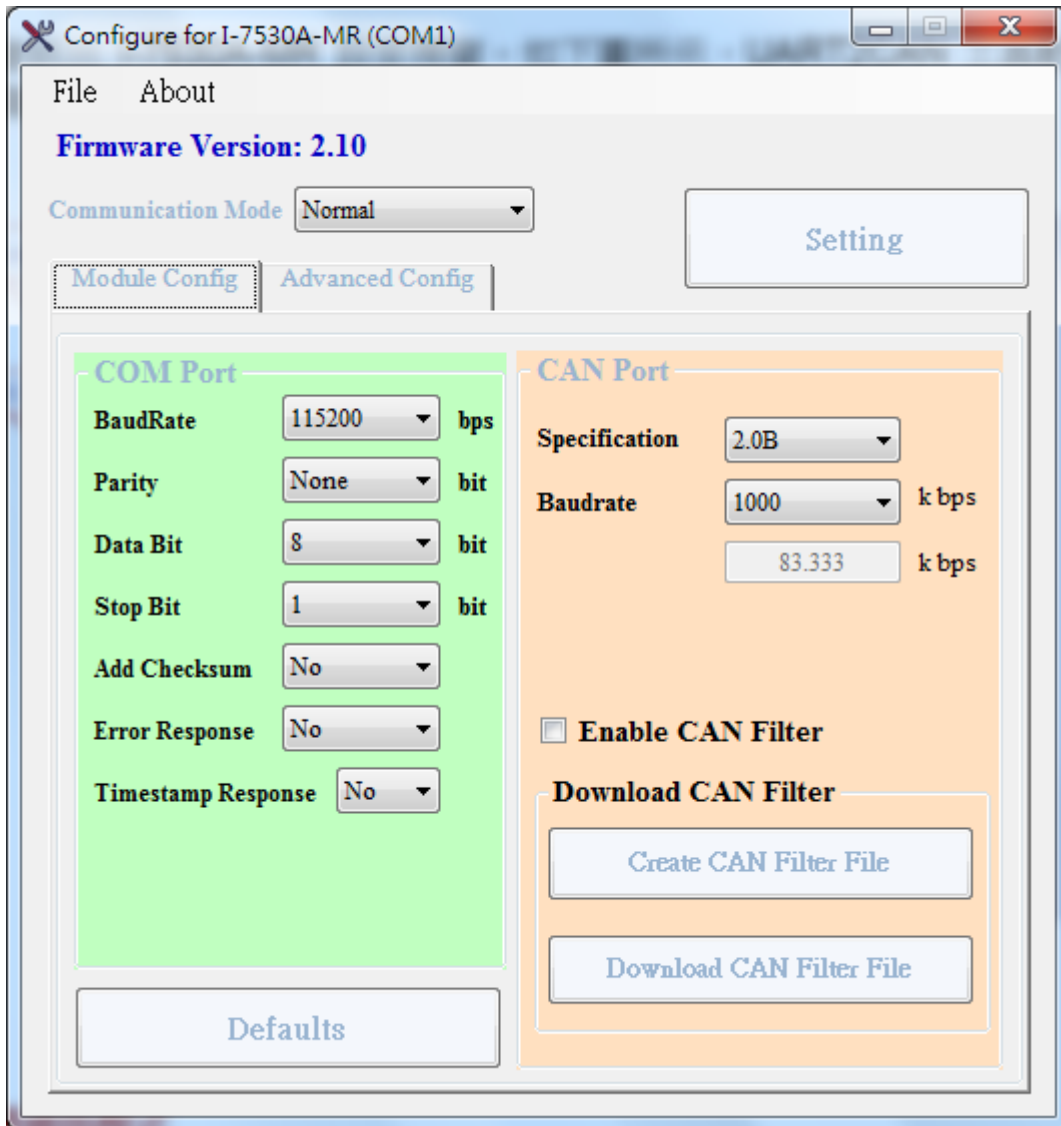 Configure for I-7530A-MR (COM1)
File About
Firmware Version: 2.10
Communication Mode Normal
Setting
Module Config Advanced Config
COM Port
BaudRate 115200 bps
Parity None bit
Data Bit 8 bit
Stop Bit 1 bit
Add Checksum No
Error Response No
Timestamp Response No
Defaults
CAN Port
Specification 2.0B
Baudrate 1000 k bps
83.333 k bps
Enable CAN Filter
Download CAN Filter
Create CAN Filter File
Download CAN Filter File